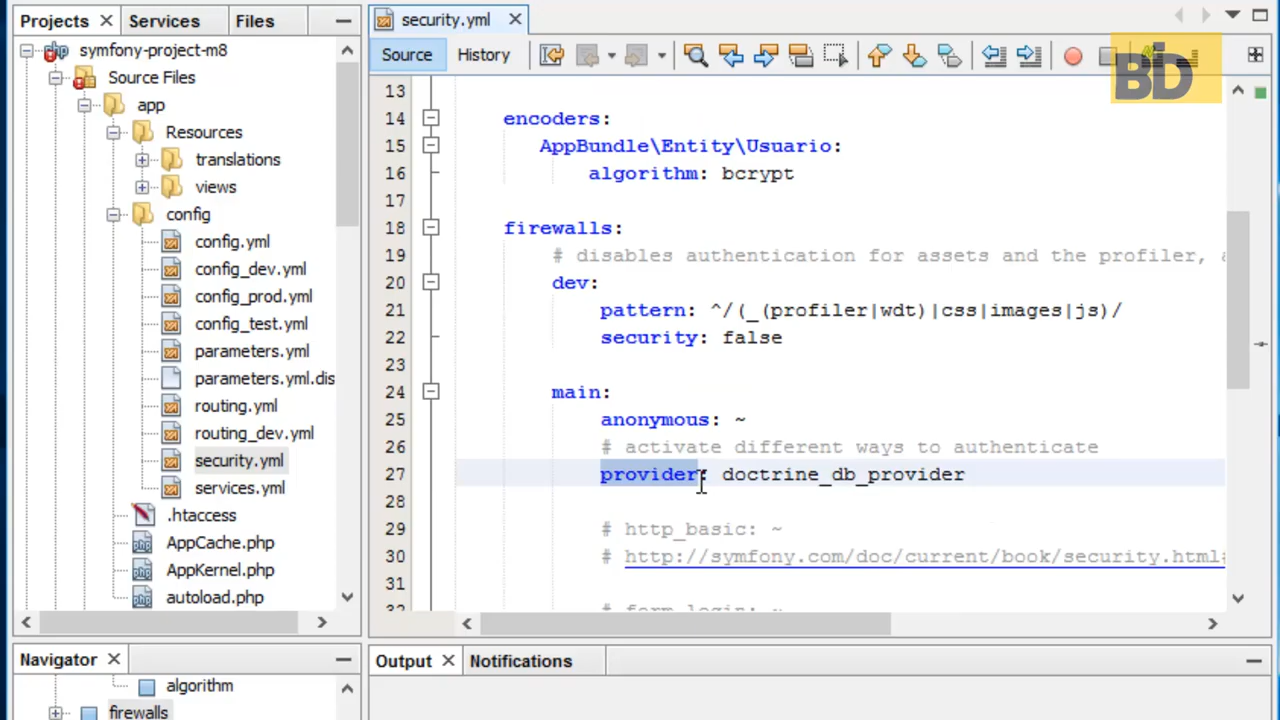 Projects
Services
Files
symfony-project-m8
Source Files
app
Resources
translations
views
config
config.yml
config_dev.yml
config_prod.yml
config_test.yml
parameters.yml
parameters.yml.dis
routing.yml
routing_dev.yml
security.yml
services.yml
.htaccess
AppCache.php
AppKernel.php
autoload.php
Navigator
algorithm
firewalls
security.yml
Source History
BiD
13
14 encoders:
15 AppBundle\Entity\Usuario:
16 algorithm: bcrypt
17
18 firewalls:
19 # disables authentication for assets and the profiler, a
20 dev:
21 pattern: ^/(_(profiler|wdt)|css|images|js)/
22 security: false
23
24 main:
25 anonymous: ~
26 # activate different ways to authenticate
27 provider: doctrine_db_provider
28
29 # http_basic: ~
30 # http://symfony.com/doc/current/book/security.html#
31
32 # form_login: ~
Output
Notifications